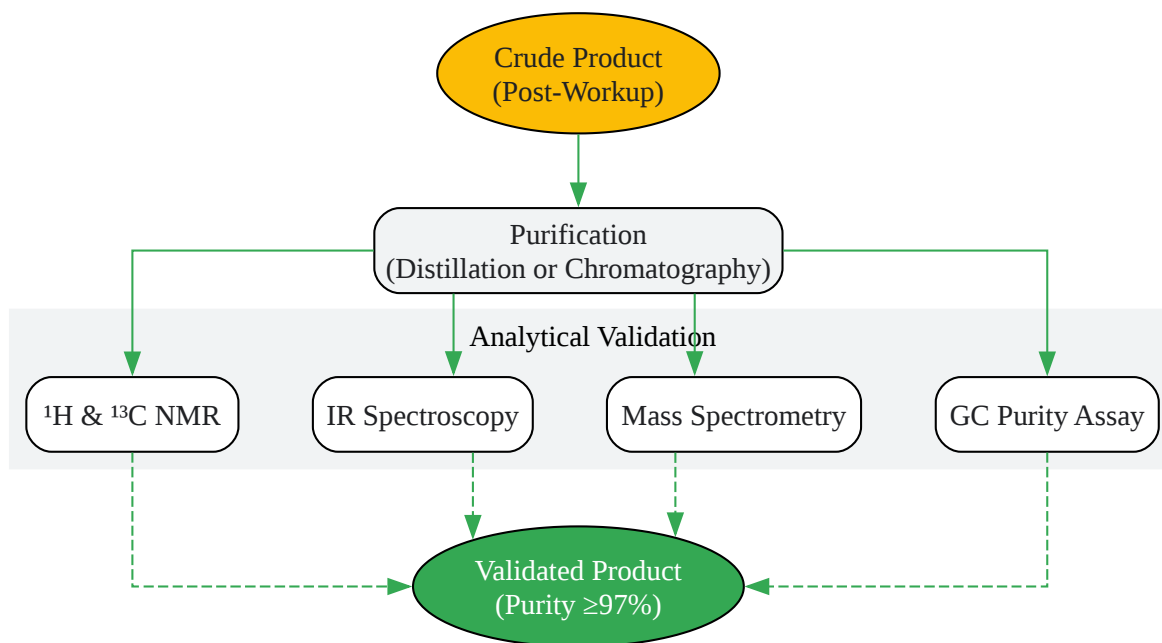 Crude Product
(Post-Workup)
Purification
(Distillation or Chromatography)
Analytical Validation
¹H & ¹³C NMR
IR Spectroscopy
Mass Spectrometry
GC Purity Assay
Validated Product
(Purity ≥97%)